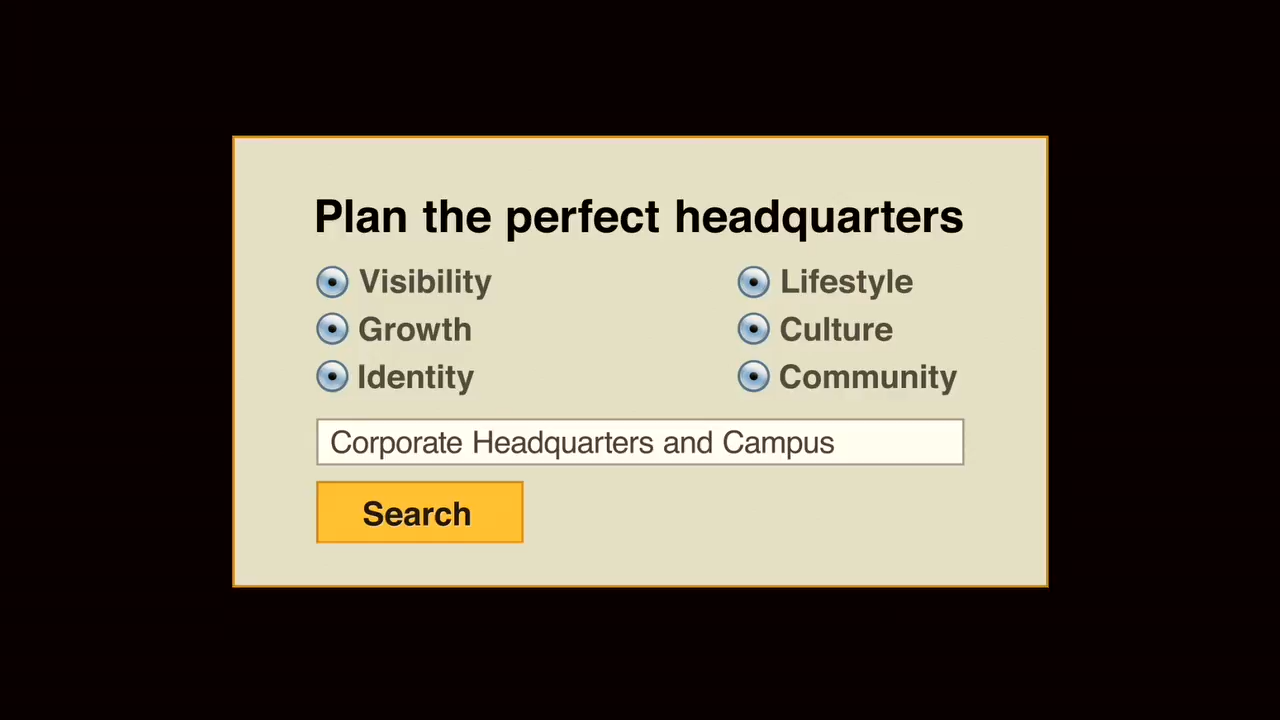 Plan the perfect headquarters
Visibility
Lifestyle
Growth
Culture
Identity
Community
Corporate Headquarters and Campus
Search